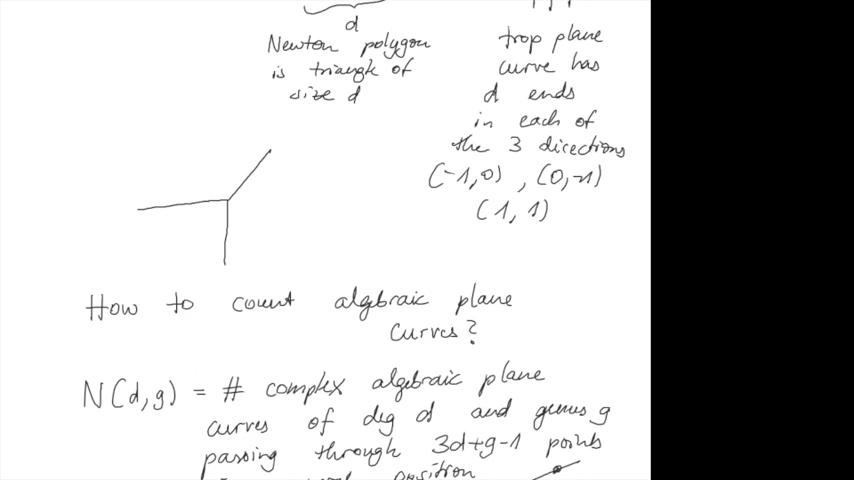 d
Newton polygon
is triangle of
size d
trop plane
curve has
d ends
in each of
the 3 directions
(-1,0) , (0,-1)
(1, 1)
How to count algebraic plane
curves?
N(d,g) = # complex algebraic plane
curves of deg d and genus g
passing through 3d+g-1 points
position